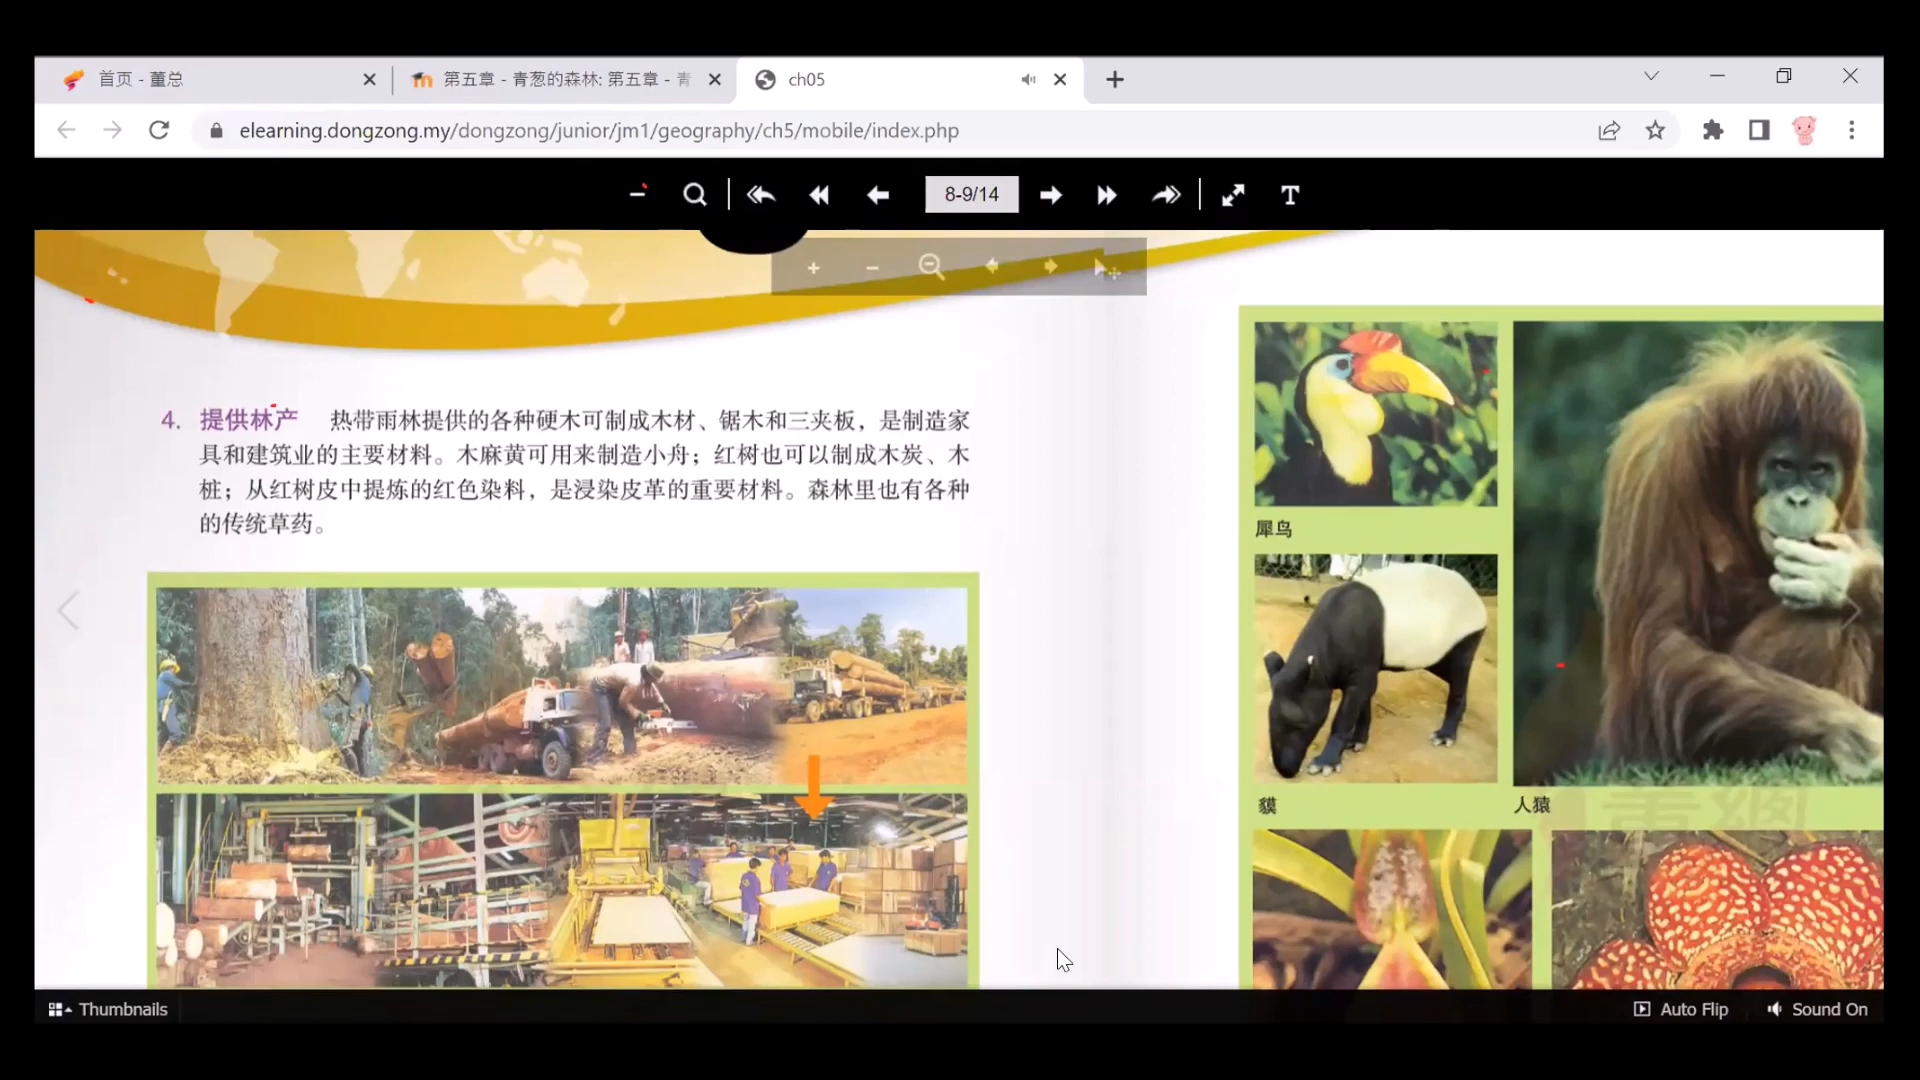 首页 - 董总
第五章 - 青葱的森林: 第五章 - 青
ch05
elearning.dongzong.my/dongzong/junior/jm1/geography/ch5/mobile/index.php
8-9/14
4. 提供林产 热带雨林提供的各种硬木可制成木材、锯木和三夹板，是制造家
具和建筑业的主要材料。木麻黄可用来制造小舟；红树也可以制成木炭、木
桩；从红树皮中提炼的红色染料，是浸染皮革的重要材料。森林里也有各种
的传统草药。
犀鸟
貘
人猿
Thumbnails
Auto Flip
Sound On